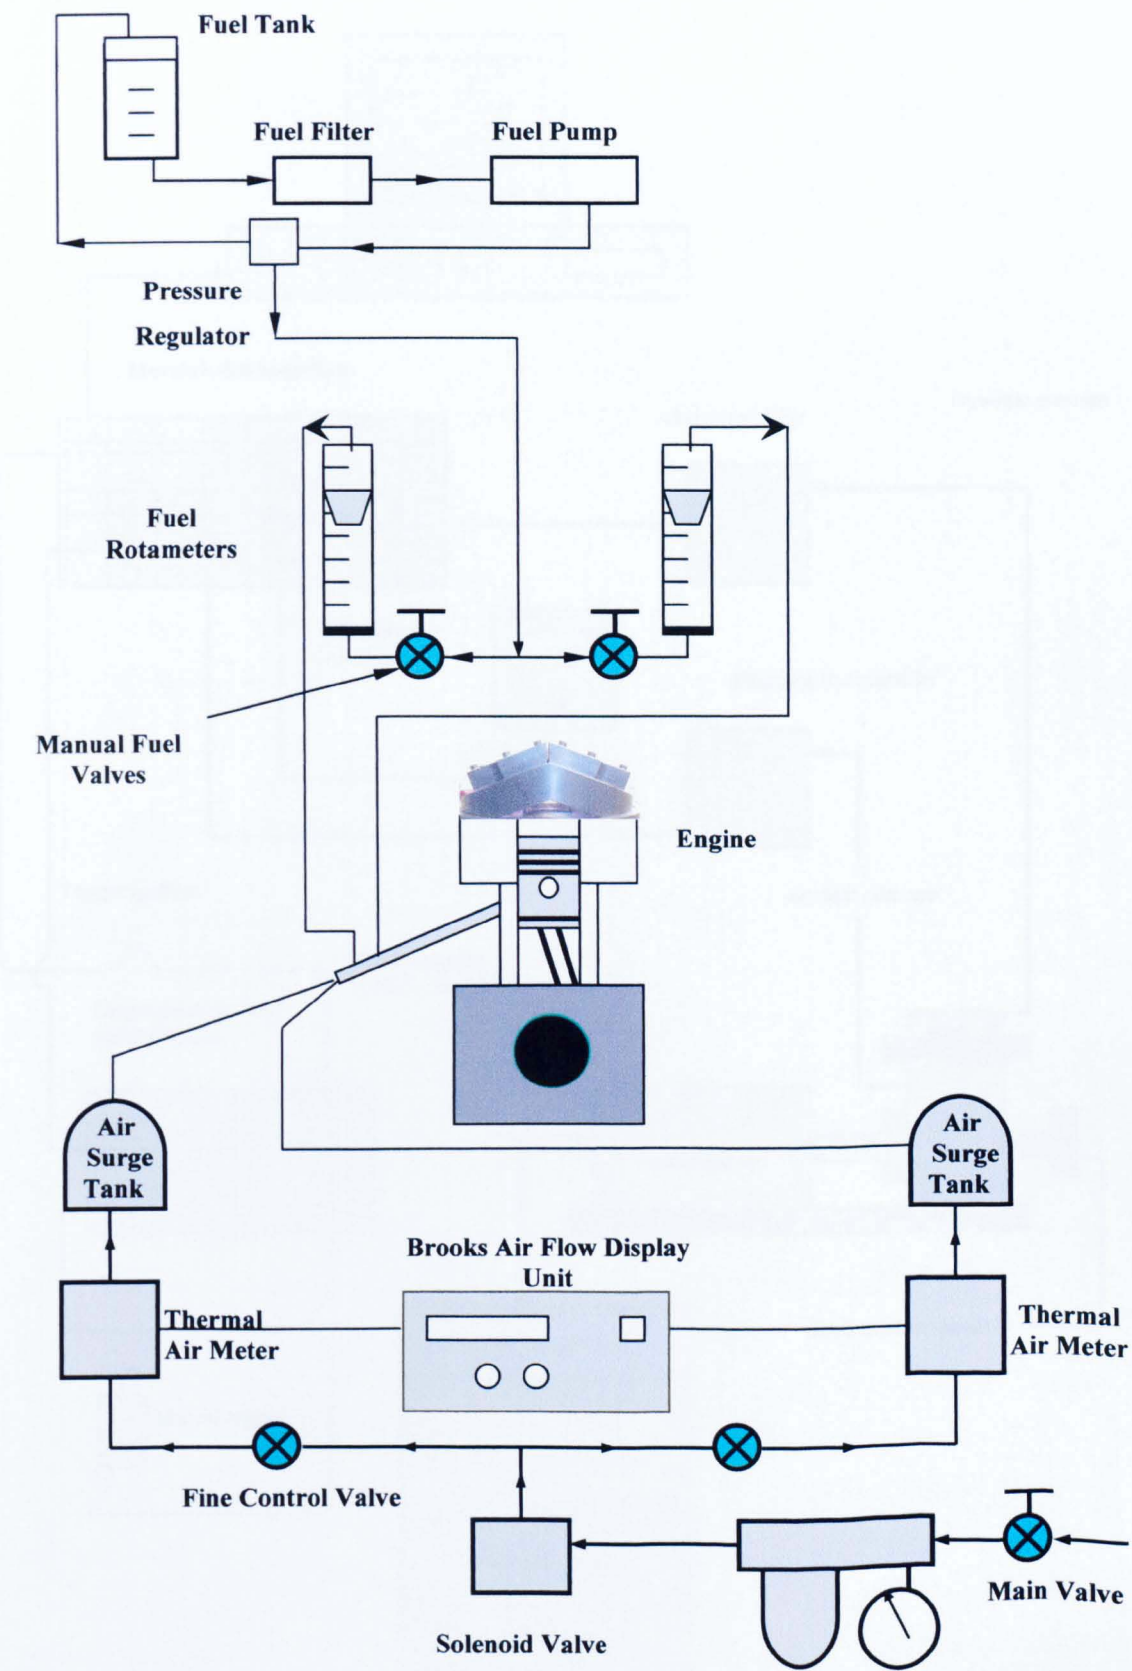 Fuel Tank
Fuel Filter
Fuel Pump
Pressure
Regulator
Fuel
Rotameters
Manual Fuel
Valves
Engine
Air
Surge
Tank
Air
Surge
Tank
Brooks Air Flow Display
Unit
Thermal
Air Meter
Thermal
Air Meter
Fine Control Valve
Main Valve
Solenoid Valve